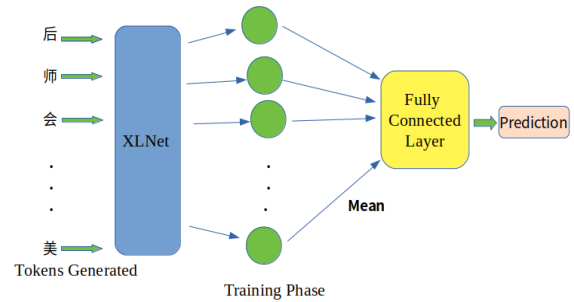 后
师
会
美
XLNet
Tokens Generated
Training Phase
Mean
Fully
Connected
Layer
Prediction